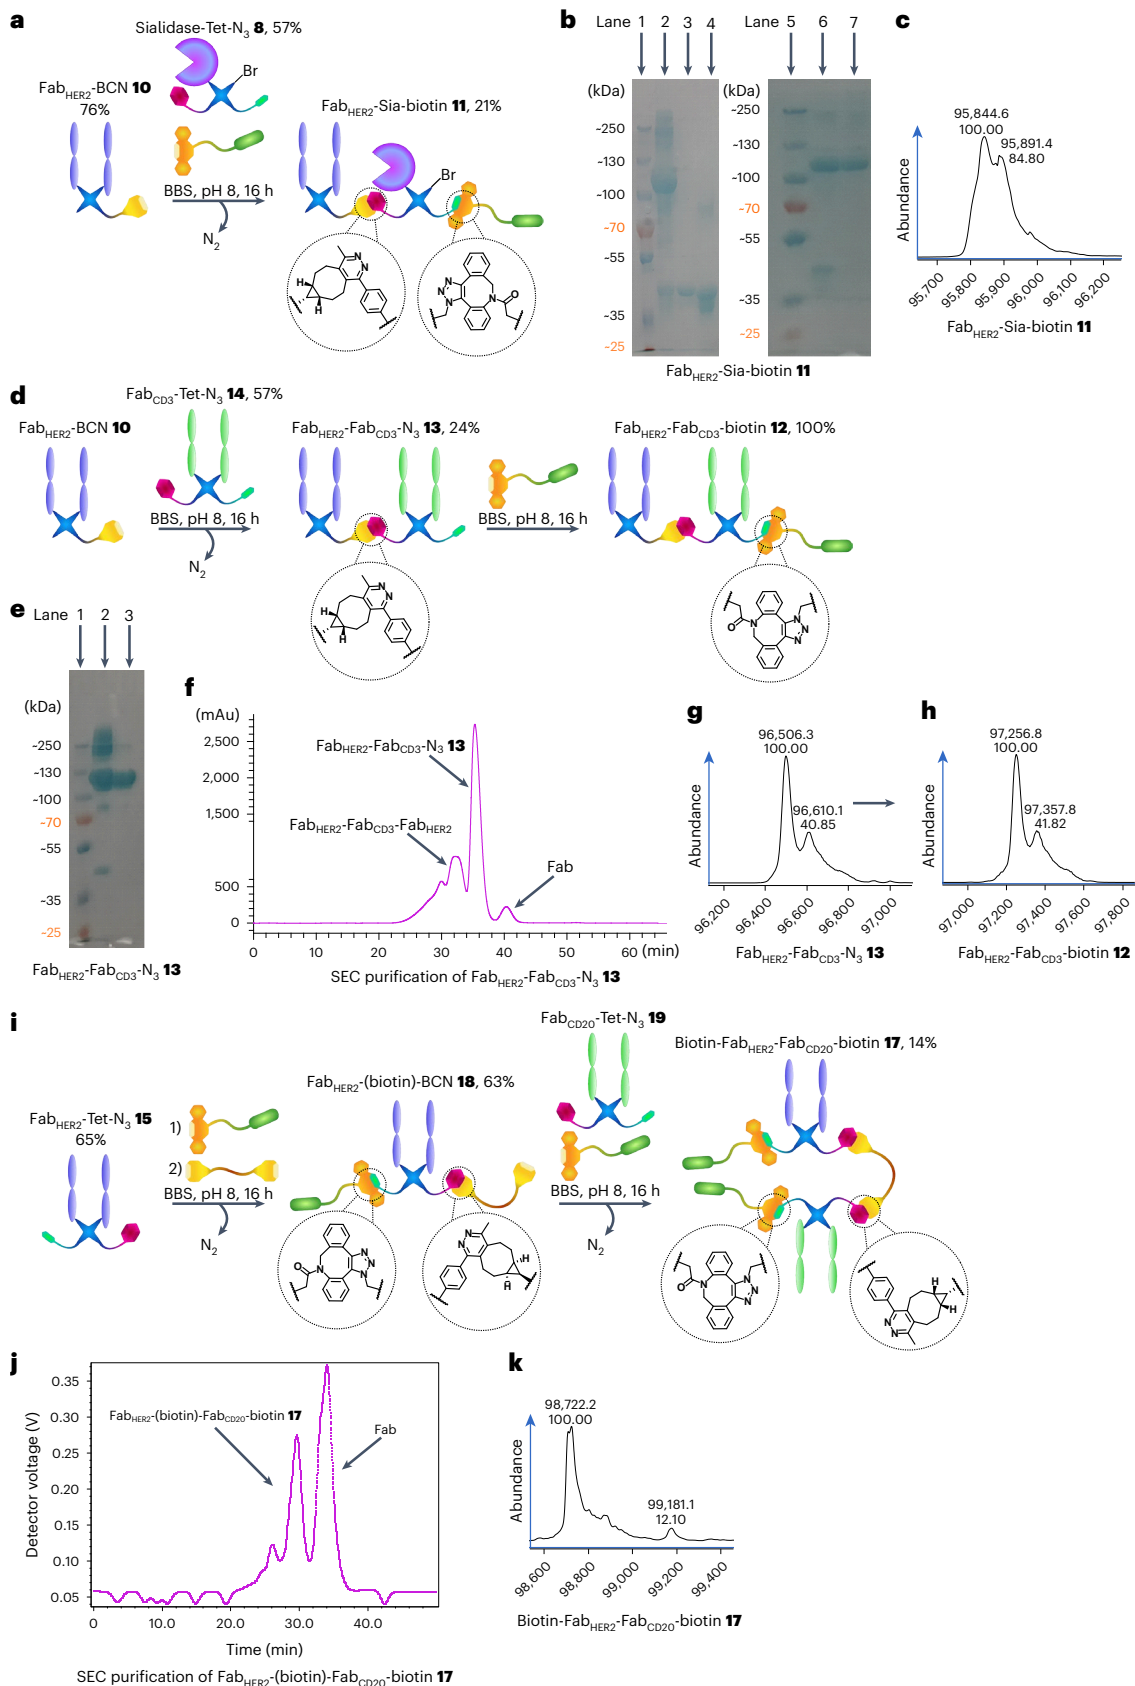 a
Sialidase-Tet-N3 8, 57%
Br
FabHER2-BCN 10
76%
FabHER2-Sia-biotin 11, 21%
Br
BBS, pH 8, 16 h
N2
N
N
H
H
N
N
N
N
O
b
Lane 1 2 3 4
Lane 5 6 7
(kDa)
-250
-130
-100
-70
-55
-35
-25
(kDa)
-250
-130
-100
-70
-55
-35
-25
FabHER2-Sia-biotin 11
c
95,844.6
100.00
95,891.4
84.80
Abundance
95,700 95,800 95,900 96,000 96,100 96,200
FabHER2-Sia-biotin 11
d
FabCD3-Tet-N3 14, 57%
FabHER2-BCN 10
FabHER2-FabCD3-N3 13, 24%
FabHER2-FabCD3-biotin 12, 100%
BBS, pH 8, 16 h
BBS, pH 8, 16 h
N2
N
N
H
H
O
N
N
N
N
e
Lane 1 2 3
(kDa)
-250
-130
-100
-70
-55
-35
-25
FabHER2-FabCD3-N3 13
f
(mAu)
2,500
2,000
1,500
500
0
FabHER2-FabCD3-N3 13
FabHER2-FabCD3-FabHER2
Fab
0 10 20 30 40 50 60 (min)
SEC purification of FabHER2-FabCD3-N3 13
g
96,506.3
100.00
96,610.1
40.85
Abundance
96,200 96,400 96,600 96,800 97,000
FabHER2-FabCD3-N3 13
h
97,256.8
100.00
97,357.8
41.82
Abundance
97,000 97,200 97,400 97,600 97,800
FabHER2-FabCD3-biotin 12
i
FabCD20-Tet-N3 19
Biotin-FabHER2-FabCD20-biotin 17, 14%
FabHER2-(biotin)-BCN 18, 63%
FabHER2-Tet-N3 15
65%
1)
2)
BBS, pH 8, 16 h
N2
BBS, pH 8, 16 h
N2
O
N
N
N
N
N
N
H
H
O
N
N
N
N
H
H
N
N
j
Detector voltage (V)
0.35
0.30
0.25
0.20
0.15
0.10
0.05
FabHER2-(biotin)-FabCD20-biotin 17
Fab
0 10.0 20.0 30.0 40.0
Time (min)
SEC purification of FabHER2-(biotin)-FabCD20-biotin 17
k
98,722.2
100.00
99,181.1
12.10
Abundance
98,600 98,800 99,000 99,200 99,400
Biotin-FabHER2-FabCD20-biotin 17